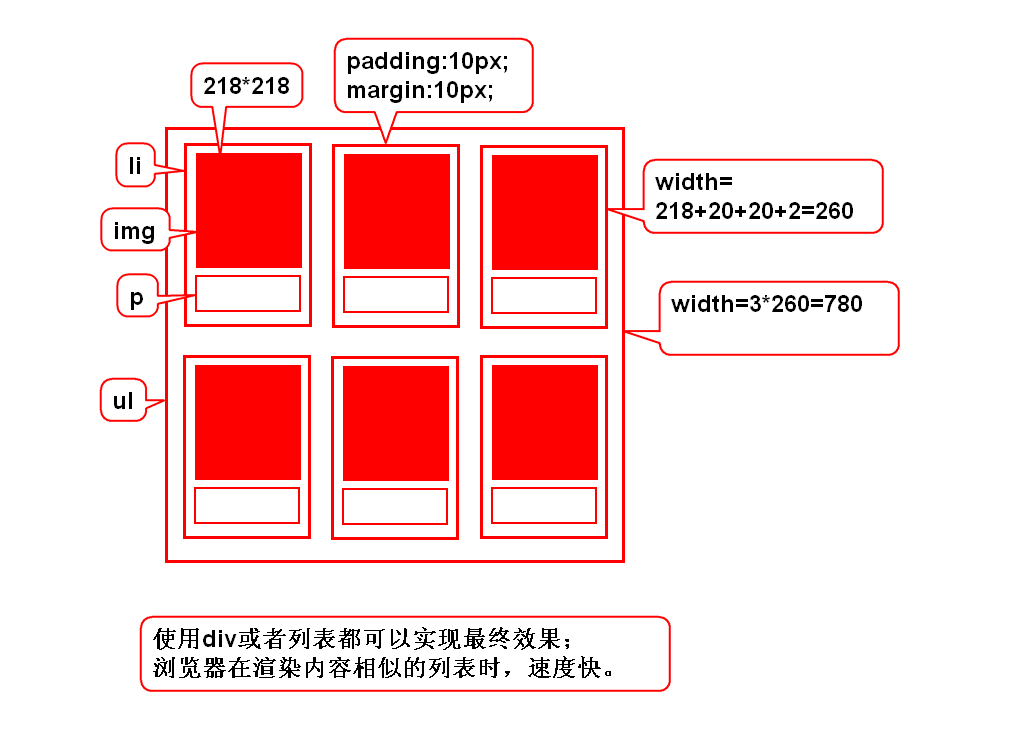 218*218
padding:10px;
margin:10px;
li
width=
218+20+20+2=260
img
p
width=3*260=780
ul
使用div或者列表都可以实现最终效果；
浏览器在渲染内容相似的列表时，速度快。